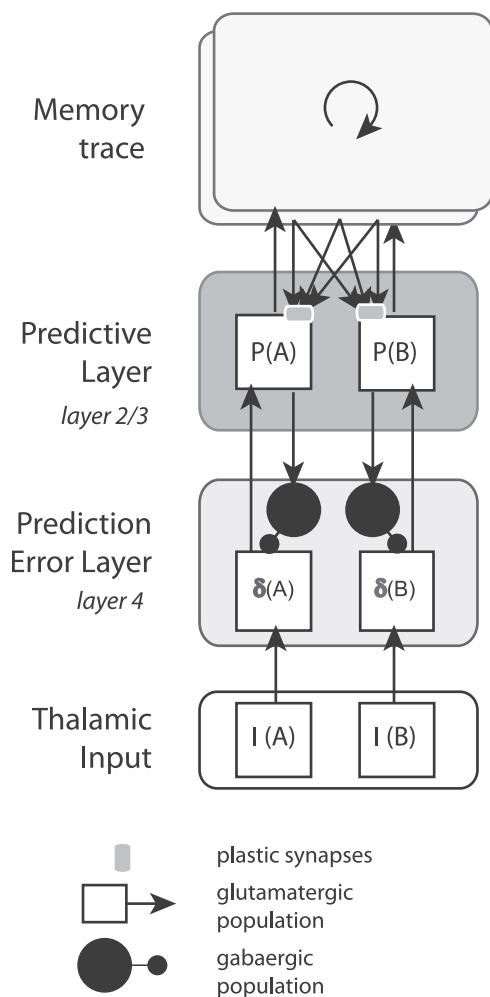 Memory
trace
Predictive
Layer
layer 2/3
P(A)
P(B)
Prediction
Error Layer
layer 4
δ(A)
δ(B)
Thalamic
Input
I (A)
I (B)
plastic synapses
glutamatergic
population
gabaergic
population